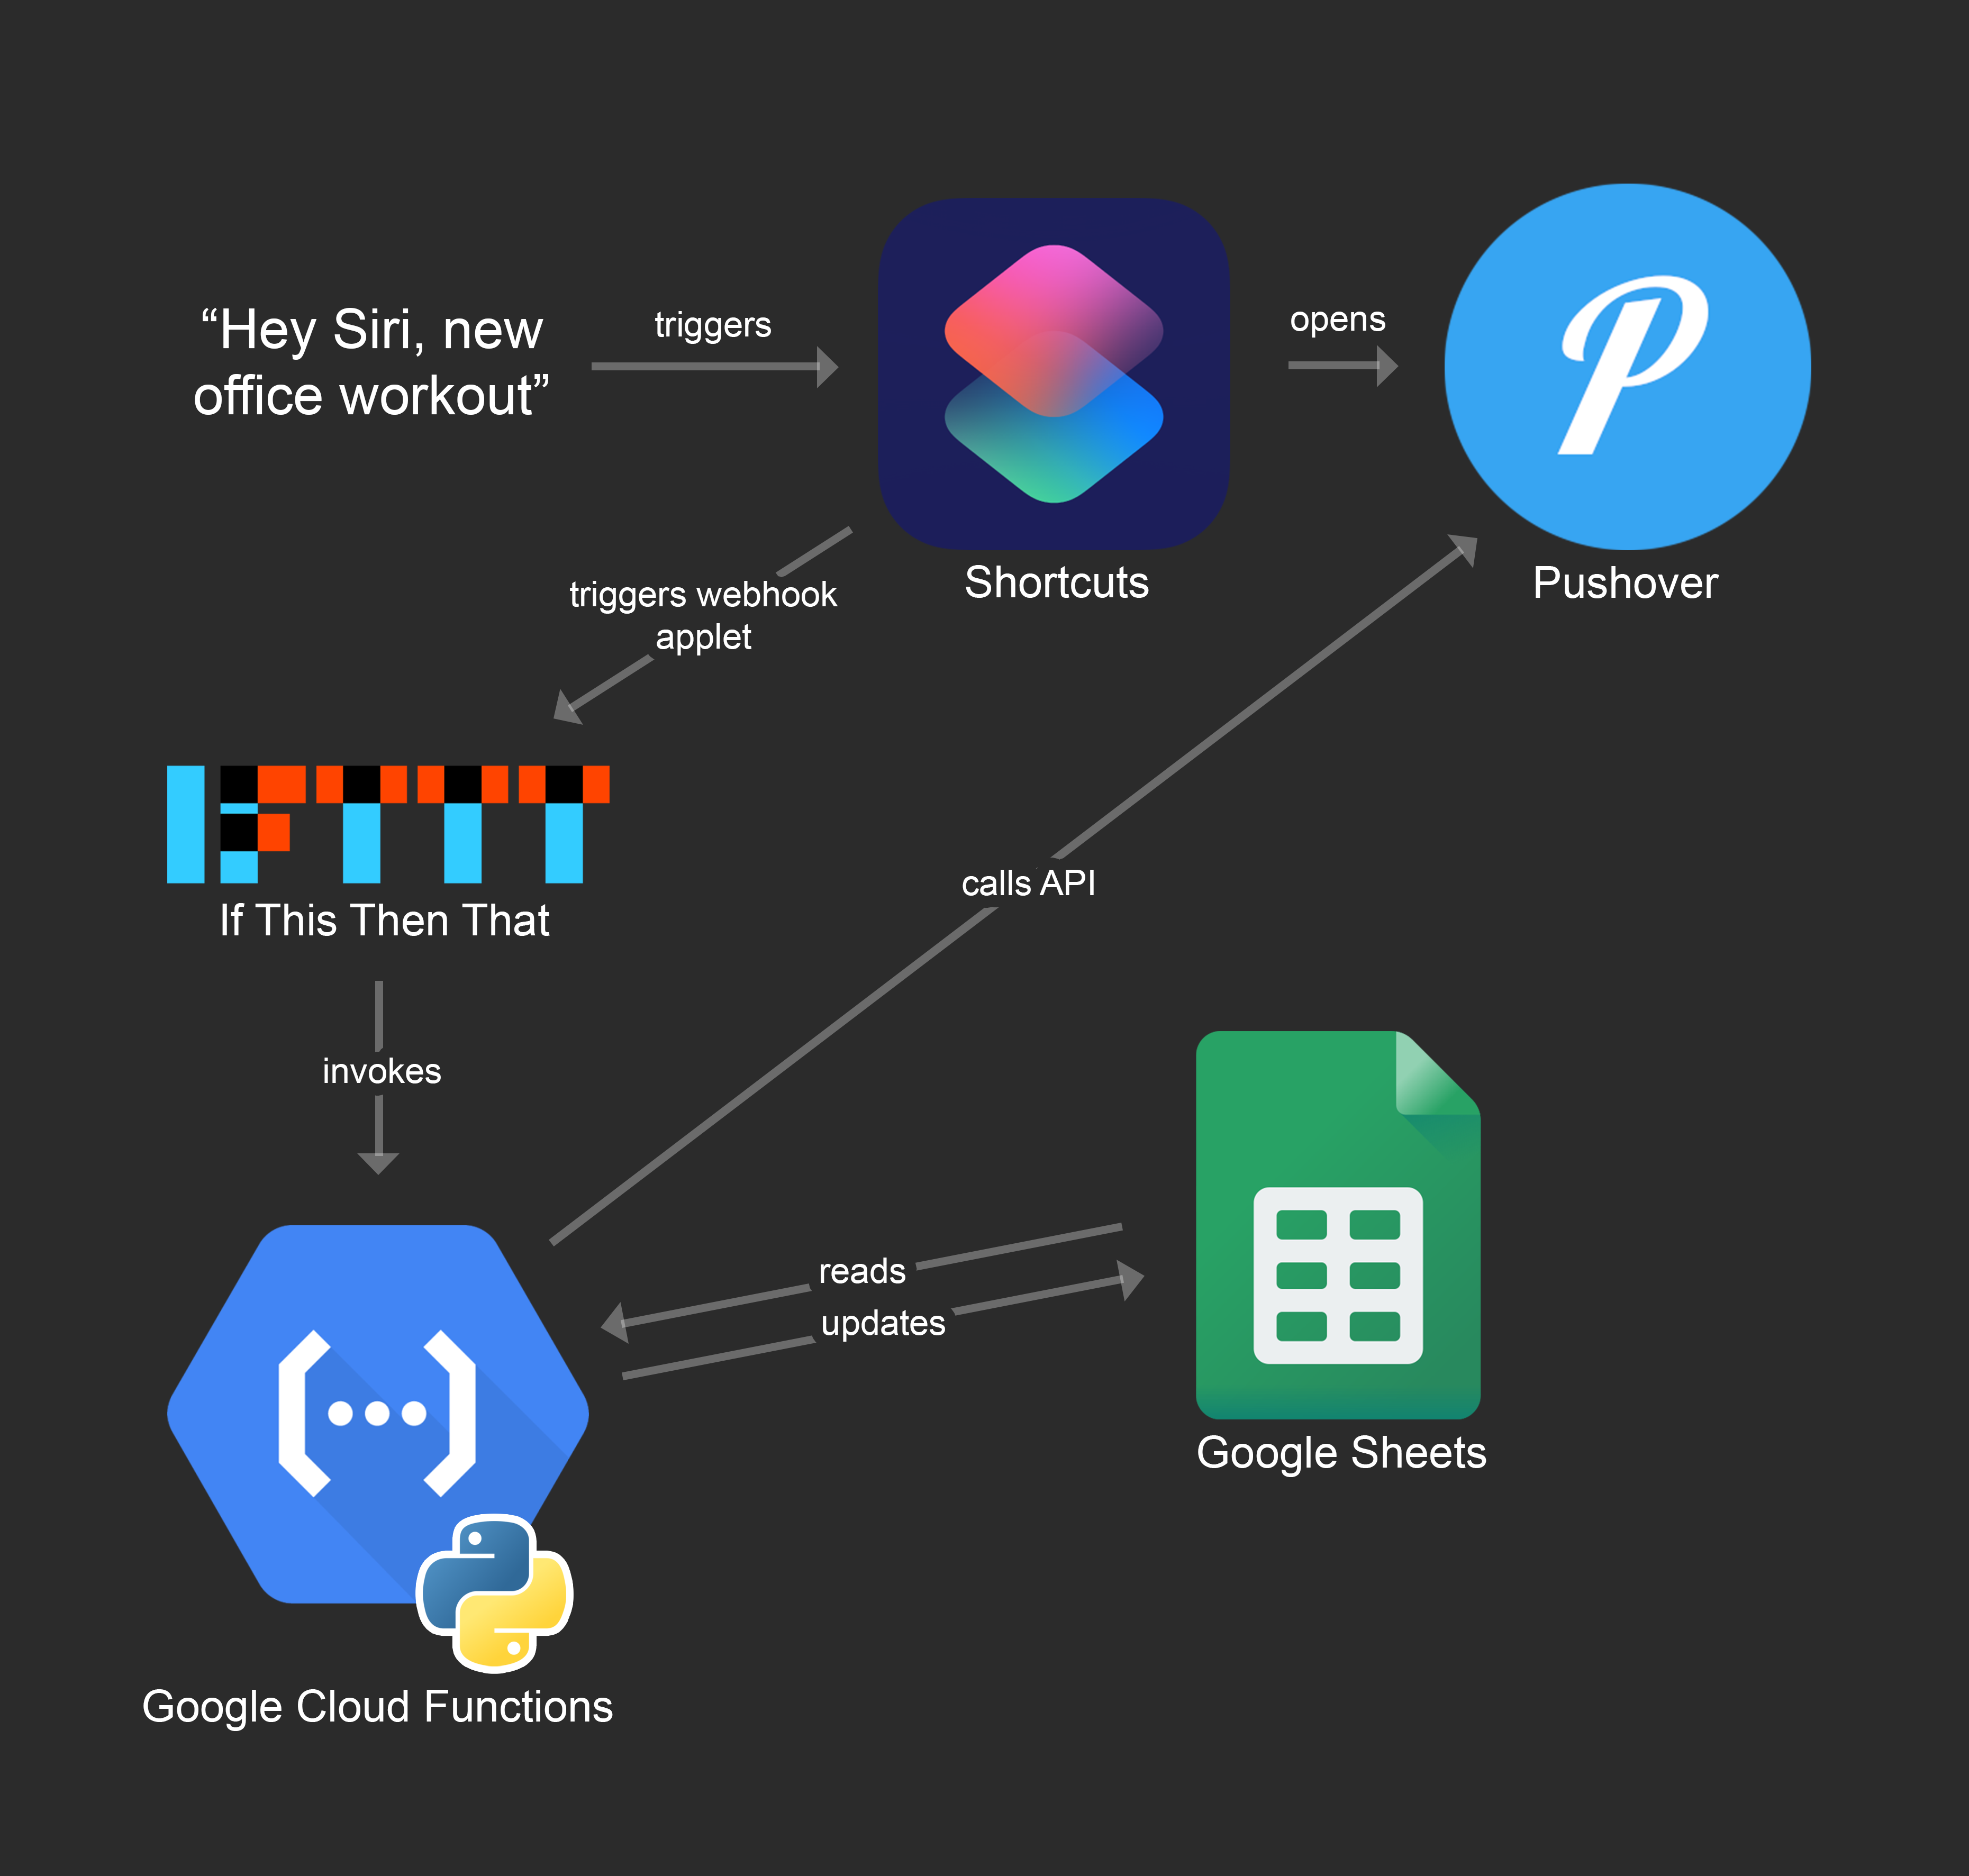 “Hey Siri, new
office workout”
triggers
opens
Shortcuts
Pushover
triggers webhook
applet
IFTTT
If This Then That
calls API
invokes
reads
updates
Google Sheets
Google Cloud Functions